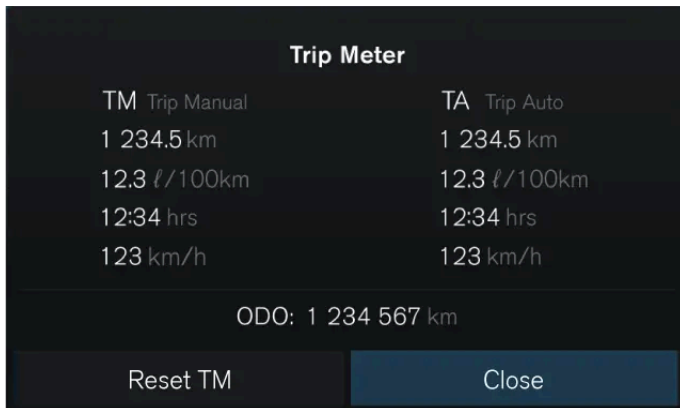 Trip Meter
TM Trip Manual
1 234.5 km
12.3 ℓ/100km
12:34 hrs
123 km/h
TA Trip Auto
1 234.5 km
12.3 ℓ/100km
12:34 hrs
123 km/h
ODO: 1 234 567 km
Reset TM
Close